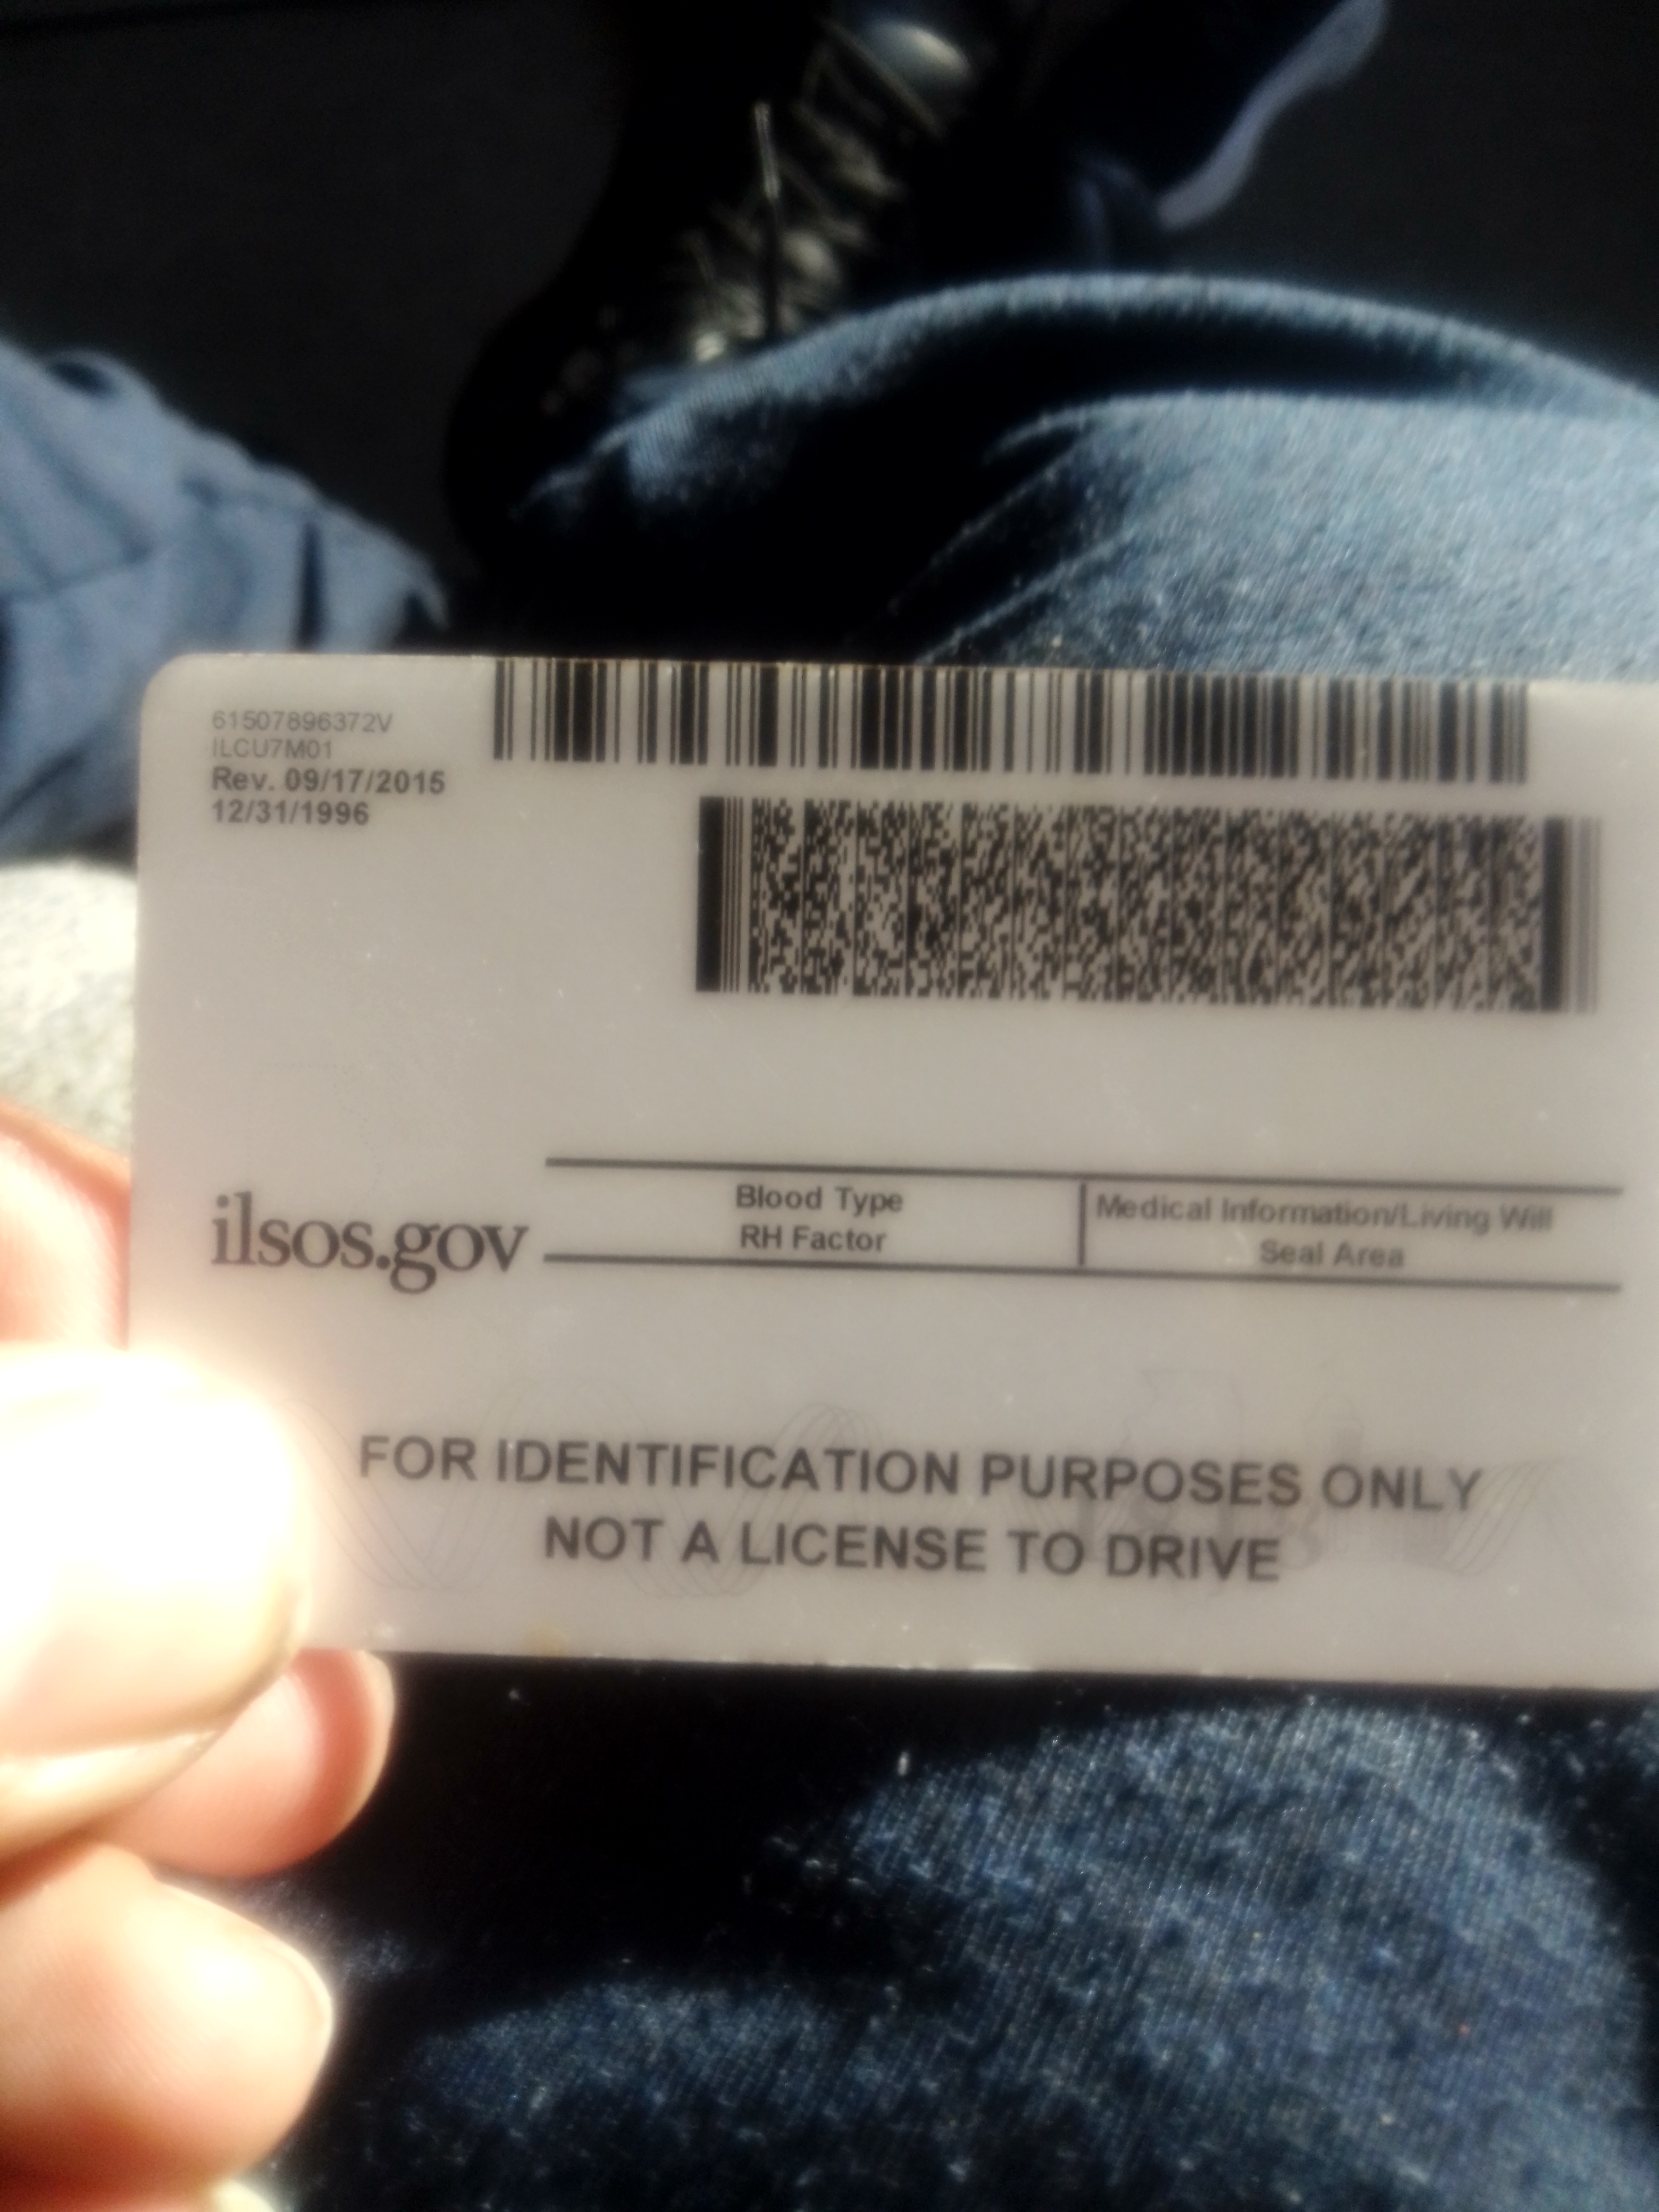 61507896372V
ILCU7M01
Rev. 09/17/2015
12/31/1996
ilsos.gov
Blood Type
RH Factor
Medical Information/Living Will
Seal Area
FOR IDENTIFICATION PURPOSES ONLY
NOT A LICENSE TO DRIVE